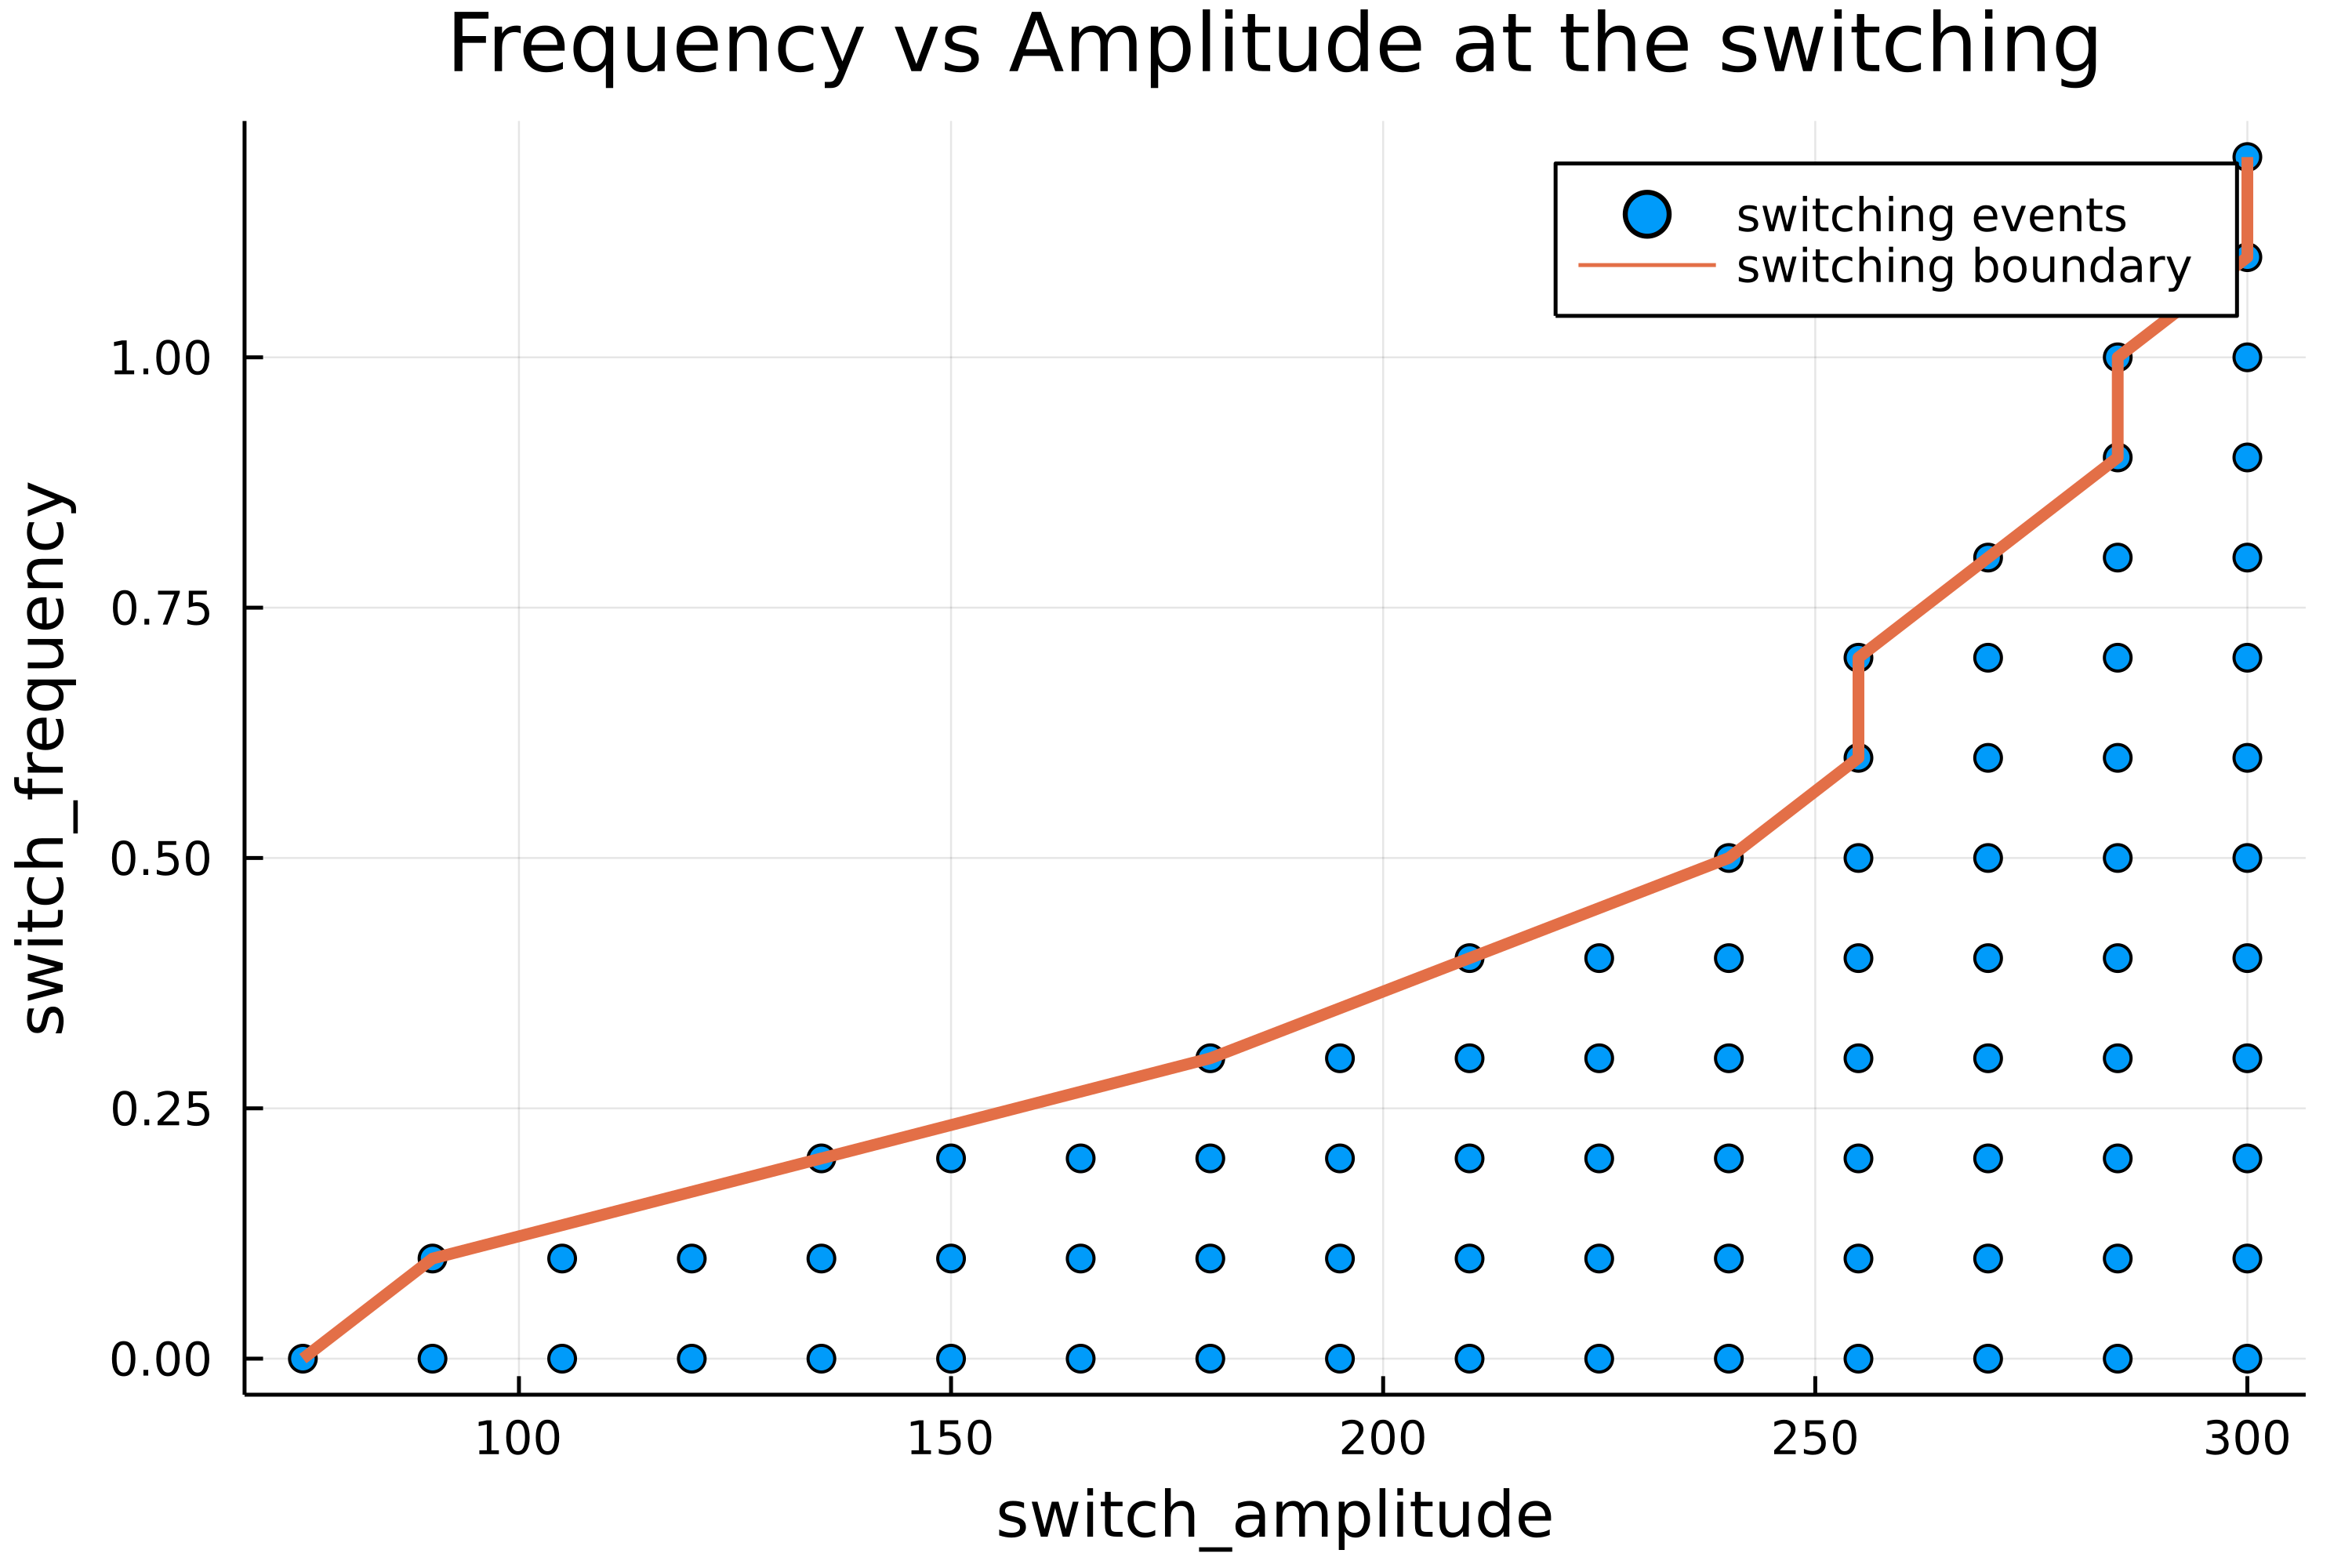 Frequency vs Amplitude at the switching
switching events
switching boundary
switch_frequency
1.00
0.75
0.50
0.25
0.00
100 150 200 250 300
switch_amplitude